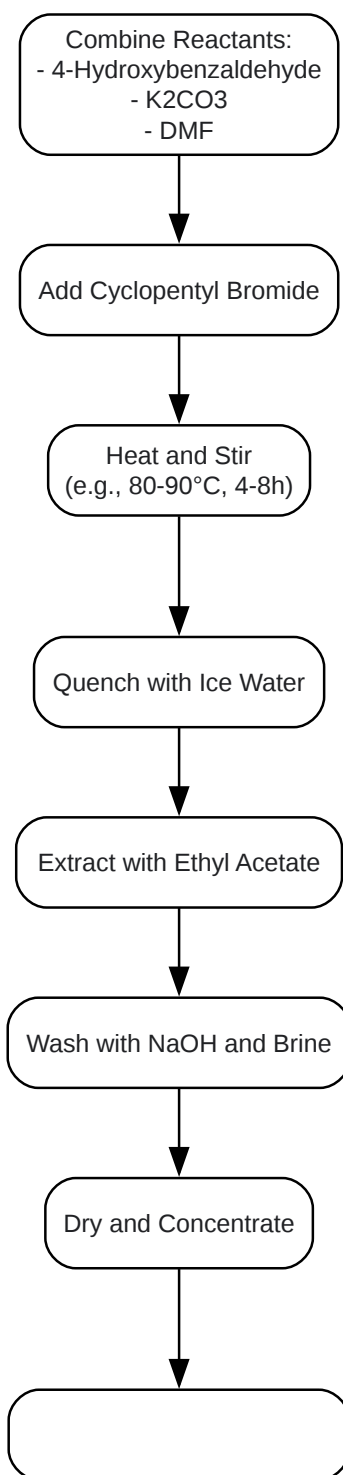 Combine Reactants:
- 4-Hydroxybenzaldehyde
- K2CO3
- DMF
Add Cyclopentyl Bromide
Heat and Stir
(e.g., 80-90°C, 4-8h)
Quench with Ice Water
Extract with Ethyl Acetate
Wash with NaOH and Brine
Dry and Concentrate